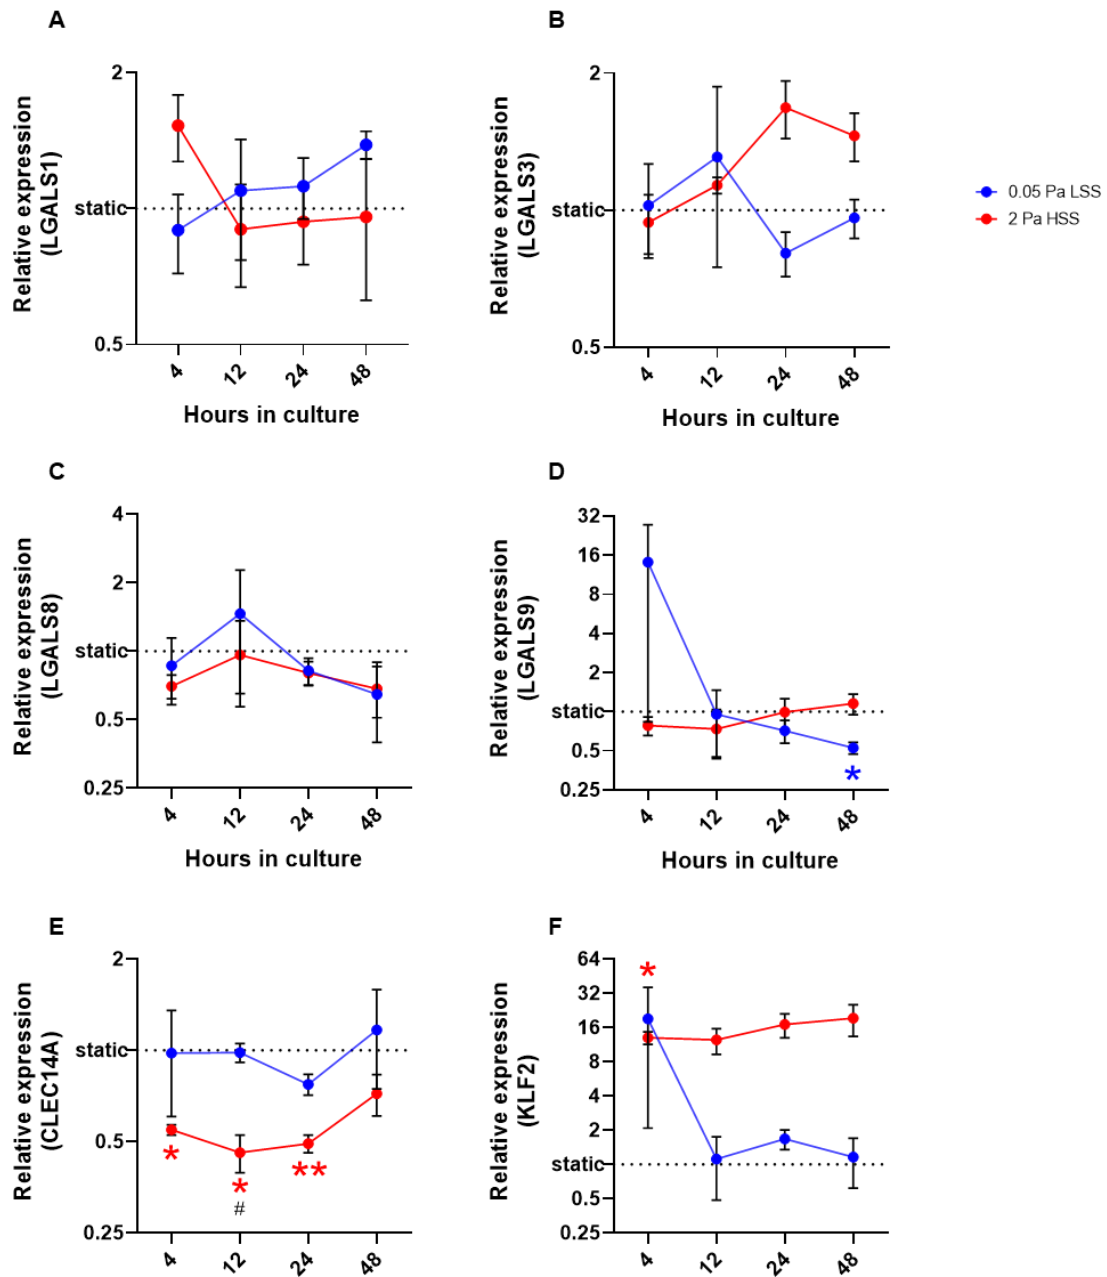 A
B
2
static
0.5
Relative expression
(LGALS1)
4
12
24
48
Hours in culture
2
static
0.5
Relative expression
(LGALS3)
4
12
24
48
Hours in culture
0.05 Pa LSS
2 Pa HSS
C
D
4
2
static
0.5
0.25
Relative expression
(LGALS8)
4
12
24
48
Hours in culture
32
16
8
4
2
static
0.5
0.25
Relative expression
(LGALS9)
*
4
12
24
48
Hours in culture
E
F
2
static
0.5
0.25
Relative expression
(CLEC14A)
*
*
#
**
4
12
24
48
64
32
16
8
4
2
static
0.5
0.25
Relative expression
(KLF2)
*
4
12
24
48